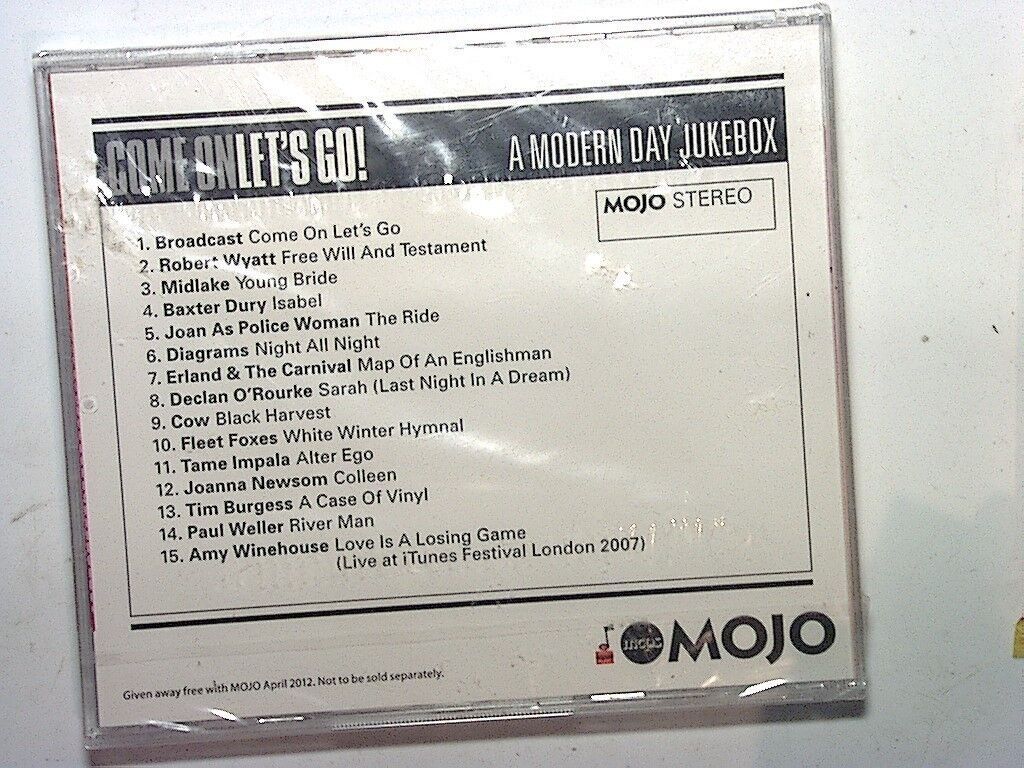 COME ON LET'S GO!
A MODERN DAY JUKEBOX
MOJO STEREO
1. Broadcast Come On Let's Go
2. Robert Wyatt Free Will And Testament
3. Midlake Young Bride
4. Baxter Dury Isabel
5. Joan As Police Woman The Ride
6. Diagrams Night All Night
7. Erland & The Carnival Map Of An Englishman
8. Declan O'Rourke Sarah (Last Night In A Dream)
9. Cow Black Harvest
10. Fleet Foxes White Winter Hymnal
11. Tame Impala Alter Ego
12. Joanna Newsom Colleen
13. Tim Burgess A Case Of Vinyl
14. Paul Weller River Man
15. Amy Winehouse Love Is A Losing Game
(Live at iTunes Festival London 2007)
MOJO
Given away free with MOJO April 2012. Not to be sold separately.